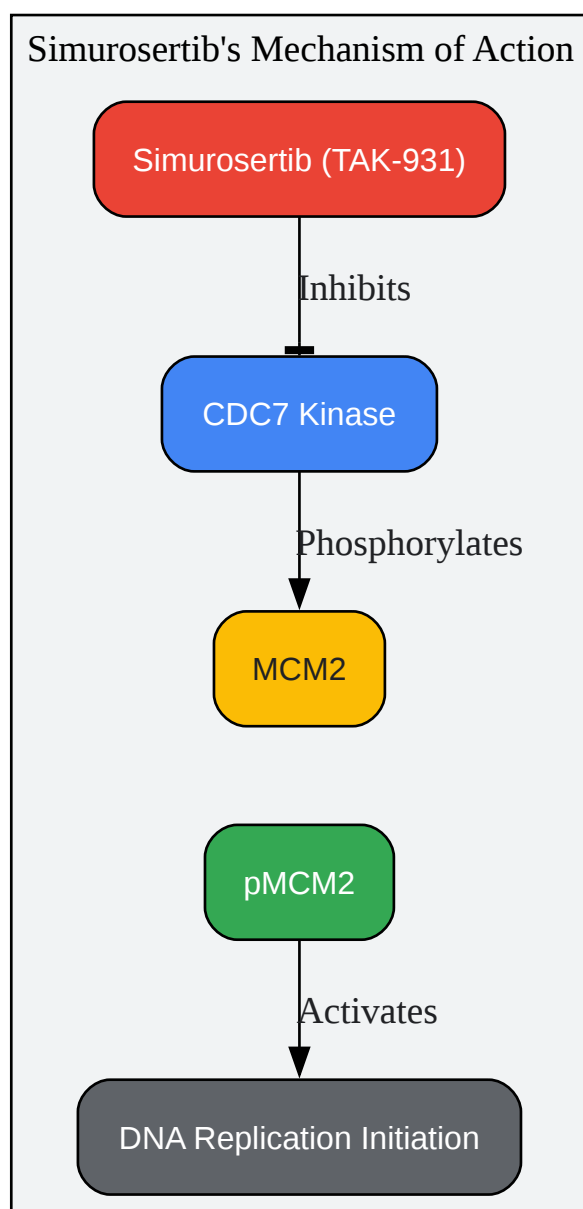 Simurosertib's Mechanism of Action
Simurosertib (TAK-931)
Inhibits
CDC7 Kinase
Phosphorylates
MCM2
pMCM2
Activates
DNA Replication Initiation